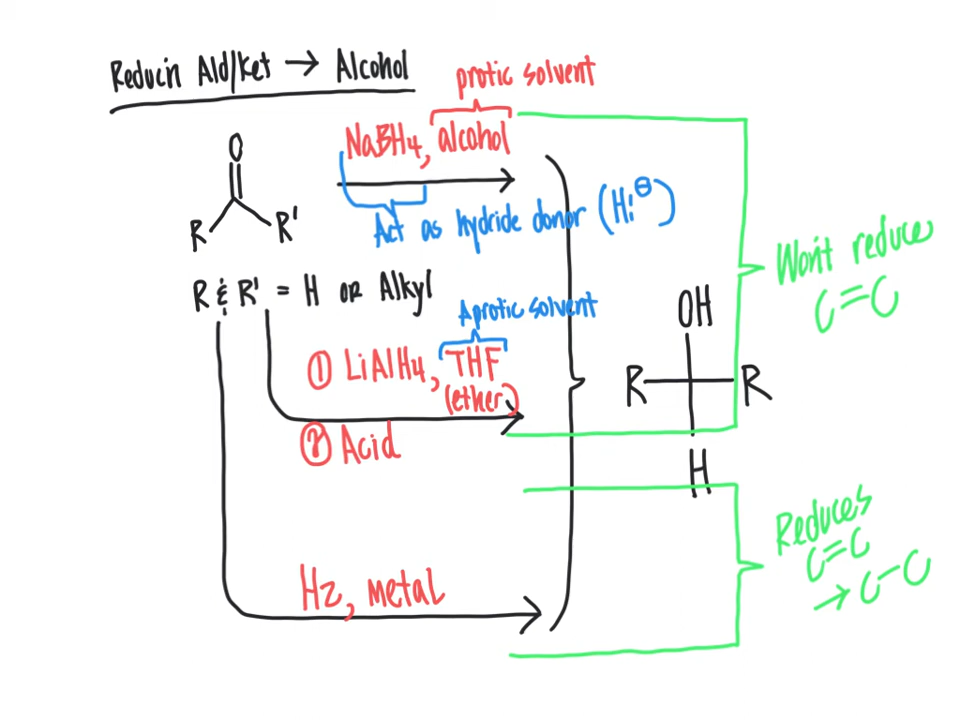 Reducin Ald/Ket → Alcohol
protic solvent
NaBH4, alcohol
Act as hydride donor (H:⊖)
O
R R'
R & R' = H OR Alkyl
Aprotic solvent
① LiAlH4, THF
(ether)
② Acid
H2, metal
OH
R R
H
Won't reduce
C=C
Reduces
C=C
→ C-C